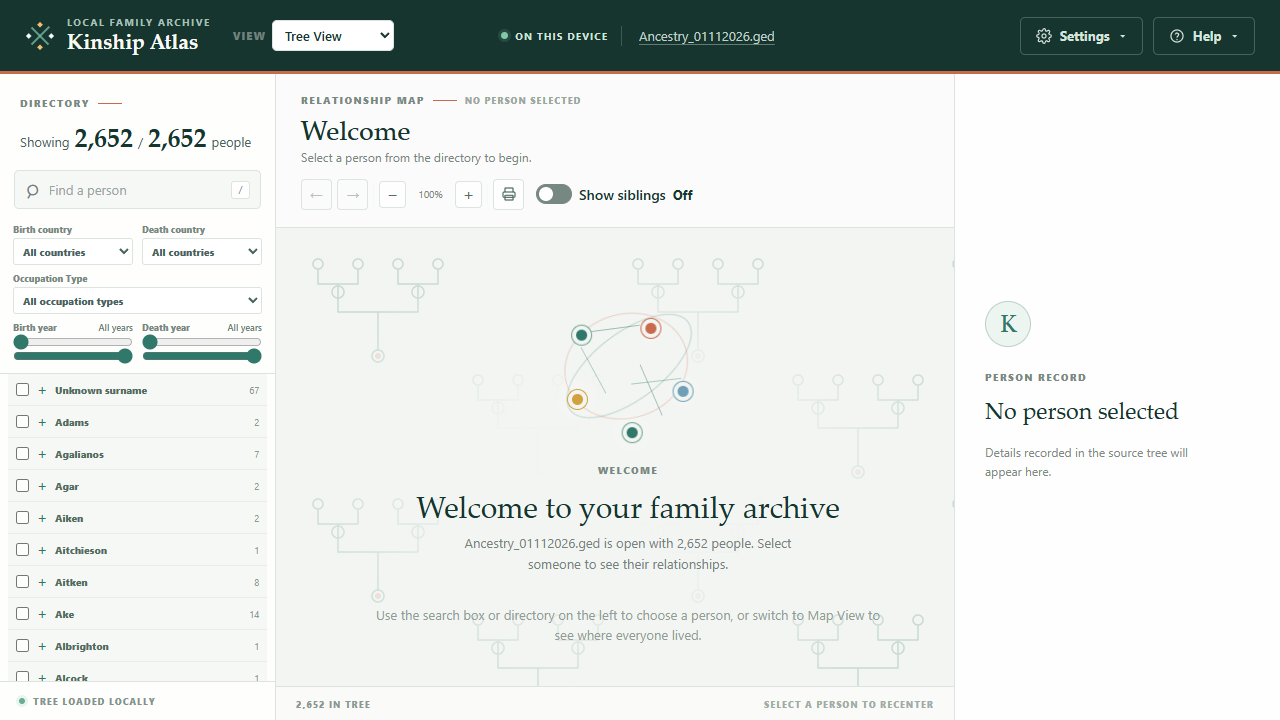 LOCAL FAMILY ARCHIVE
Kinship Atlas
VIEW
Tree View
ON THIS DEVICE
Ancestry_01112026.ged
Settings
Help
DIRECTORY
Showing 2,652 / 2,652 people
Find a person
/
Birth country
Death country
All countries
All countries
Occupation Type
All occupation types
Birth year
All years
Death year
All years
+ Unknown surname 67
+ Adams 2
+ Agalianos 7
+ Agar 2
+ Aiken 2
+ Aitchieson 1
+ Aitken 8
+ Ake 14
+ Albrighton 1
Alcock
TREE LOADED LOCALLY
RELATIONSHIP MAP
NO PERSON SELECTED
Welcome
Select a person from the directory to begin.
← → − 100% +
Show siblings Off
WELCOME
Welcome to your family archive
Ancestry_01112026.ged is open with 2,652 people. Select
someone to see their relationships.
Use the search box or directory on the left to choose a person, or switch to Map View to
see where everyone lived.
2,652 IN TREE
SELECT A PERSON TO RECENTER
K
PERSON RECORD
No person selected
Details recorded in the source tree will
appear here.